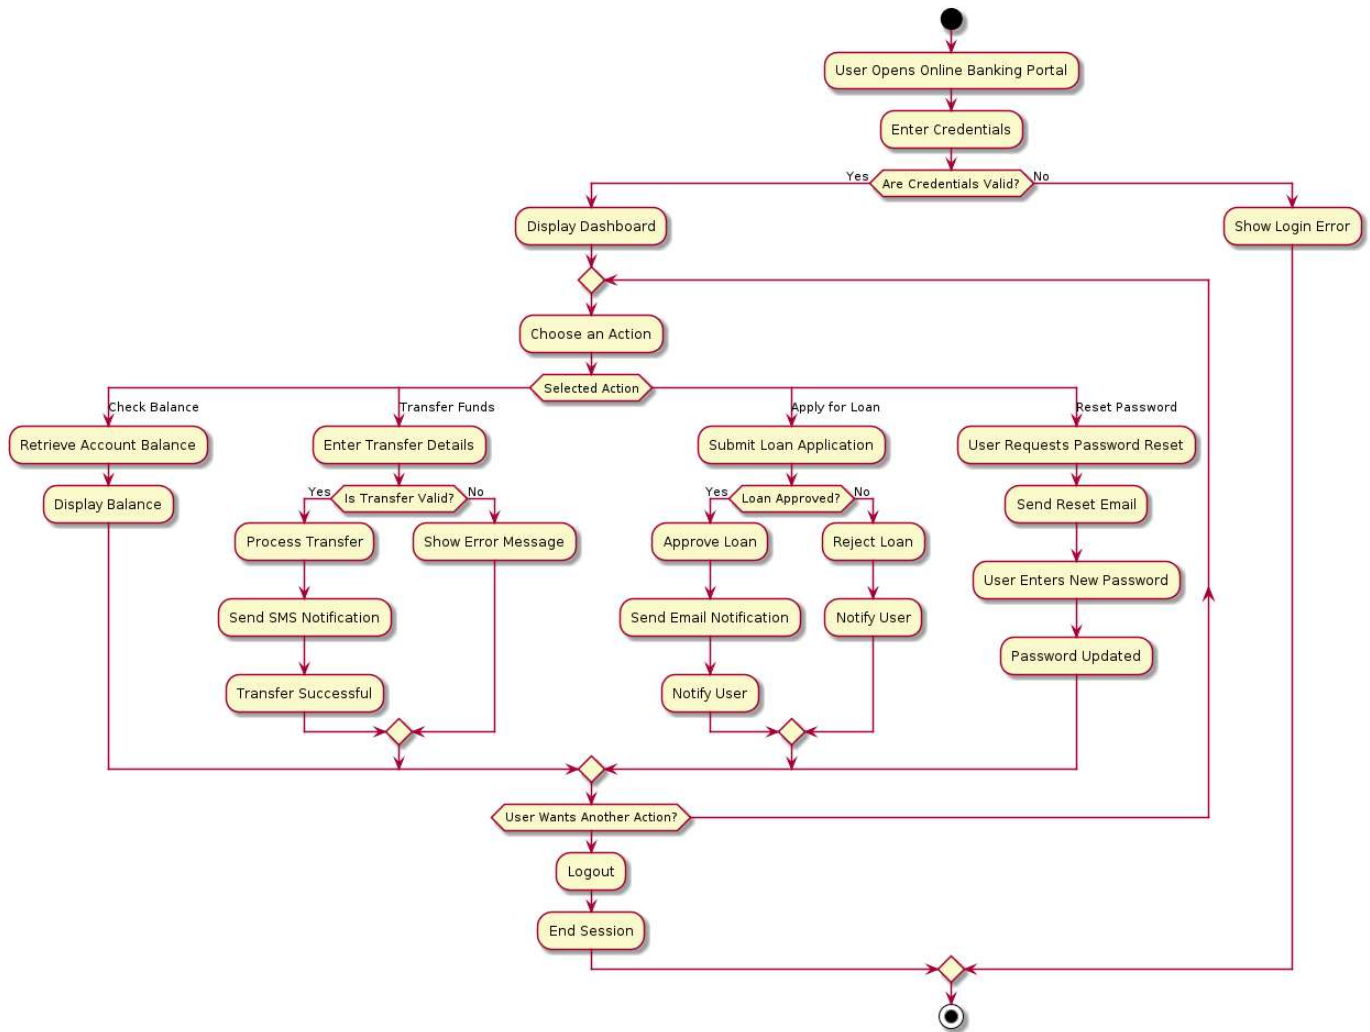 User Opens Online Banking Portal
Enter Credentials
Yes
Are Credentials Valid?
No
Display Dashboard
Show Login Error
Choose an Action
Selected Action
Check Balance
Transfer Funds
Apply for Loan
Reset Password
Retrieve Account Balance
Enter Transfer Details
Submit Loan Application
User Requests Password Reset
Display Balance
Yes
Is Transfer Valid?
No
Yes
Loan Approved?
No
Send Reset Email
Process Transfer
Show Error Message
Approve Loan
Reject Loan
User Enters New Password
Send SMS Notification
Send Email Notification
Notify User
Password Updated
Transfer Successful
Notify User
User Wants Another Action?
Logout
End Session